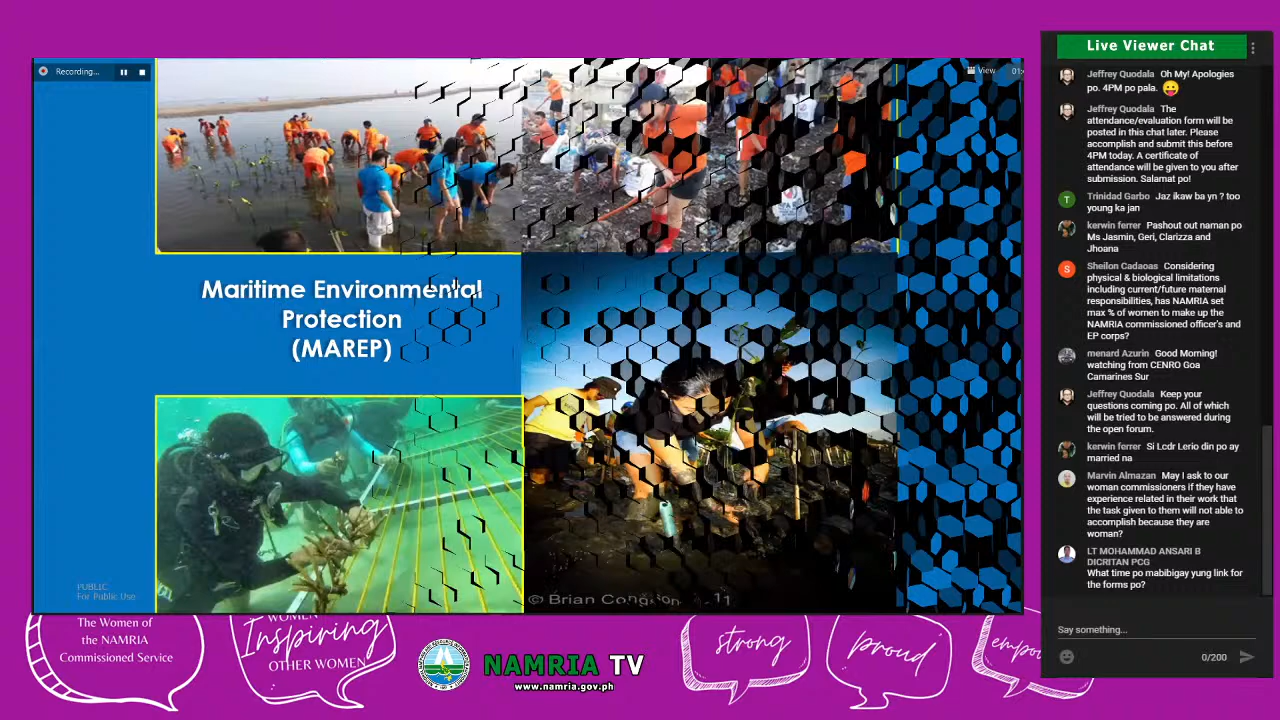 Recording...
View
01:
Maritime Environmental
Protection
(MAREP)
PUBLIC
For Public Use
The Women of
the NAMRIA
Commissioned Service
WOMEN
Inspiring
OTHER WOMEN
NAMRIA TV
www.namria.gov.ph
strong
proud
Live Viewer Chat
Jeffrey Quodala Oh My! Apologies
po. 4PM po pala. 😛
Jeffrey Quodala The
attendance/evaluation form will be
posted in this chat later. Please
accomplish and submit this before
4PM today. A certificate of
attendance will be given to you after
submission. Salamat po!
T
Trinidad Garbo Jaz ikaw ba yn ? too
young ka jan
kerwin ferrer Pashout out naman po
Ms Jasmin, Geri, Clarizza and
Jhoana
S
Sheilon Cadaoas Considering
physical & biological limitations
including current/future maternal
responsibilities, has NAMRIA set
max % of women to make up the
NAMRIA commissioned officer's and
EP corps?
menard Azurin Good Morning!
watching from CENRO Goa
Camarines Sur
Jeffrey Quodala Keep your
questions coming po. All of which
will be tried to be answered during
the open forum.
kerwin ferrer Si Lcdr Lerio din po ay
married na
Marvin Almazan May I ask to our
woman commissioners if they have
experience related in their work that
the task given to them will not able to
accomplish because they are
woman?
LT MOHAMMAD ANSARI B
DICRITAN PCG
What time po mabibigay yung link for
the forms po?
Say something...
0/200